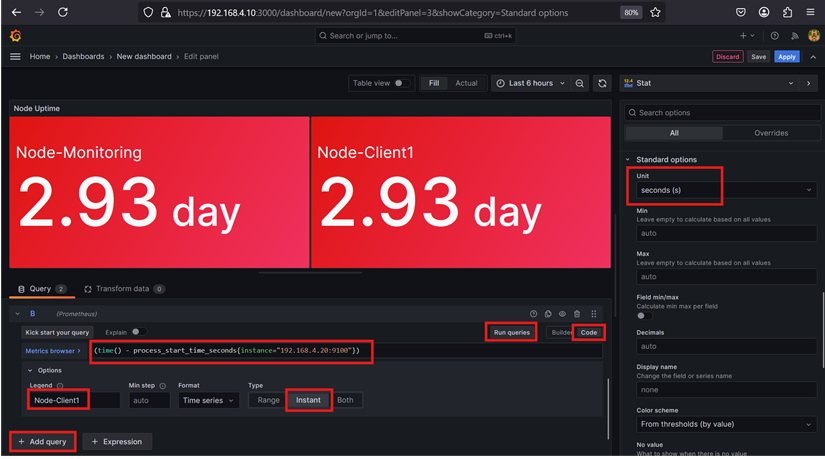 https://192.168.4.10:3000/dashboard/new?orgId=1&editPanel=3&showCategory=Standard options
80%
Search or jump to...
ctrl+k
Home > Dashboards > New dashboard > Edit panel
Discard Save Apply
Table view Fill Actual Last 6 hours
Stat
Node Uptime
Node-Monitoring
2.93 day
Node-Client1
2.93 day
Search options
All Overrides
Standard options
Unit
seconds (s)
Min
Leave empty to calculate based on all values
auto
Max
Leave empty to calculate based on all values
auto
Field min/max
Calculate min max per field
Decimals
auto
Display name
Change the field or series name
none
Color scheme
From thresholds (by value)
No value
What to show when there is no value
Query 2 Transform data 0
B (Prometheus)
Kick start your query Explain Run queries Builder Code
Metrics browser > (time() - process_start_time_seconds{instance="192.168.4.20:9100"})
Options
Legend Min step Format Type
Node-Client1 auto Time series Range Instant Both
+ Add query + Expression